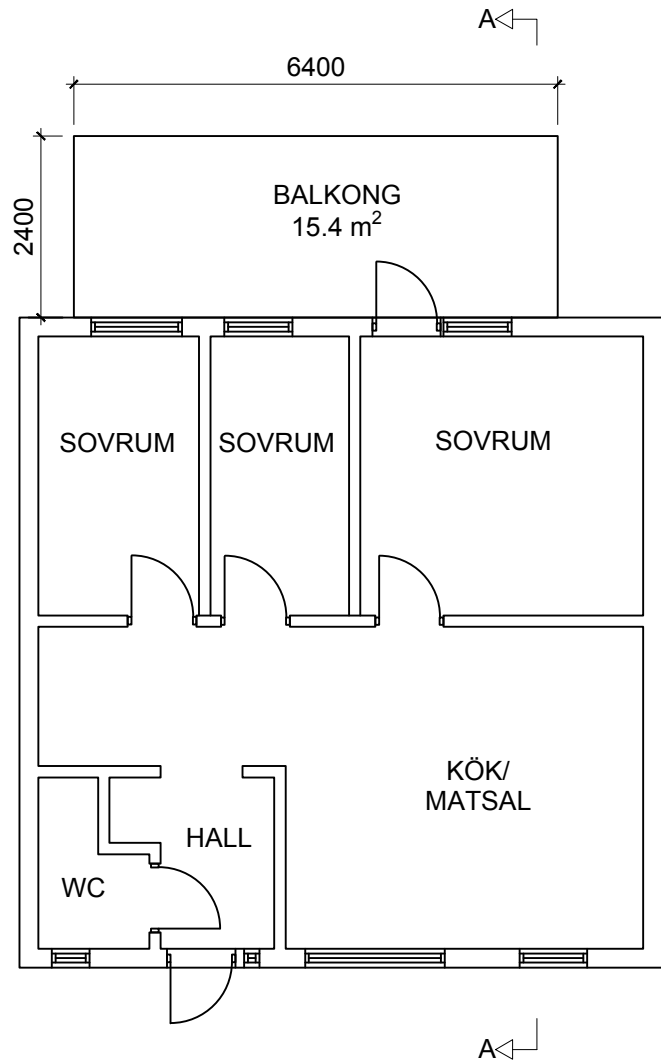 A
6400
2400
BALKONG
15.4 m²
SOVRUM
SOVRUM
SOVRUM
KÖK/
MATSAL
HALL
WC
A